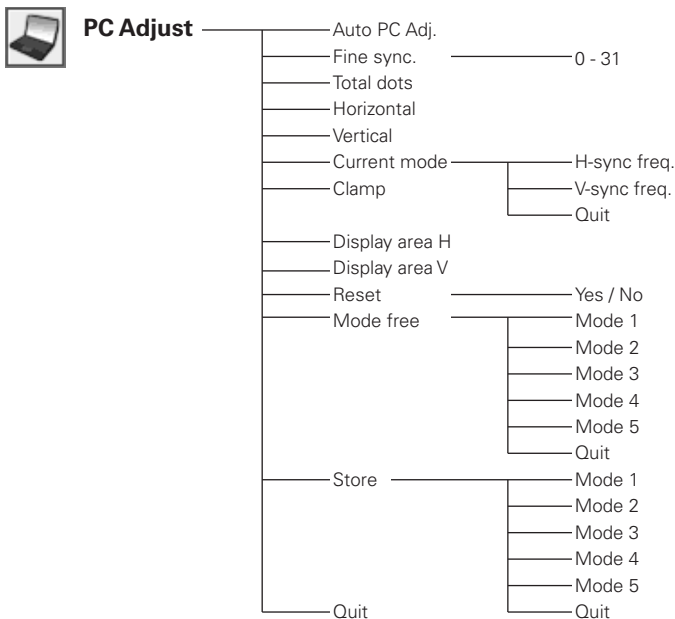 PC Adjust Auto PC Adj.
Fine sync. 0 - 31
Total dots
Horizontal
Vertical
Current mode H-sync freq.
Clamp V-sync freq.
Quit
Display area H
Display area V
Reset Yes / No
Mode free Mode 1
Mode 2
Mode 3
Mode 4
Mode 5
Quit
Store Mode 1
Mode 2
Mode 3
Mode 4
Mode 5
Quit Quit